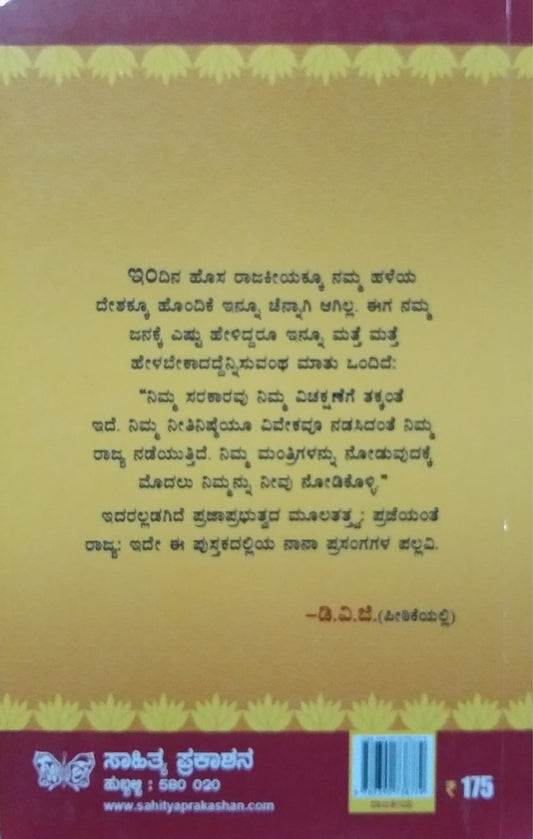 ಇಂದಿನ ಹೊಸ ರಾಜಕೀಯಕ್ಕೂ ನಮ್ಮ ಹಳೆಯ
ದೇಶಕ್ಕೂ ಹೊಂದಿಕೆ ಇನ್ನೂ ಚೆನ್ನಾಗಿ ಆಗಿಲ್ಲ. ಈಗ ನಮ್ಮ
ಜನಕ್ಕೆ ಎಷ್ಟು ಹೇಳಿದ್ದರೂ ಇನ್ನೂ ಮತ್ತೆ ಮತ್ತೆ
ಹೇಳಬೇಕಾದದ್ದೆನ್ನಿಸುವಂಥ ಮಾತು ಒಂದಿದೆ:
“ನಿಮ್ಮ ಸರಕಾರವು ನಿಮ್ಮ ವಿಚಕ್ಷಣೆಗೆ ತಕ್ಕಂತೆ
ಇದೆ. ನಿಮ್ಮ ನೀತಿನಿಷ್ಠೆಯೂ ವಿವೇಕವೂ ನಡಸಿದಂತೆ ನಿಮ್ಮ
ರಾಜ್ಯ ನಡೆಯುತ್ತಿದೆ. ನಿಮ್ಮ ಮಂತ್ರಿಗಳನ್ನು ನೋಡುವುದಕ್ಕೆ
ಮೊದಲು ನಿಮ್ಮನ್ನು ನೀವು ನೋಡಿಕೊಳ್ಳಿ.”
ಇದರಲ್ಲಡಗಿದೆ ಪ್ರಜಾಪ್ರಭುತ್ವದ ಮೂಲತತ್ತ್ವ: ಪ್ರಜೆಯಂತೆ
ರಾಜ್ಯ: ಇದೇ ಈ ಪುಸ್ತಕದಲ್ಲಿಯ ನಾನಾ ಪ್ರಸಂಗಗಳ ಪಲ್ಲವಿ.
–ಡಿ.ವಿ.ಜಿ.(ಪೀಠಿಕೆಯಲ್ಲಿ)
ಸಾಹಿತ್ಯ ಪ್ರಕಾಶನ
ಹುಬ್ಬಳ್ಳಿ : 580 020
www.sahityaprakashan.com
₹ 175